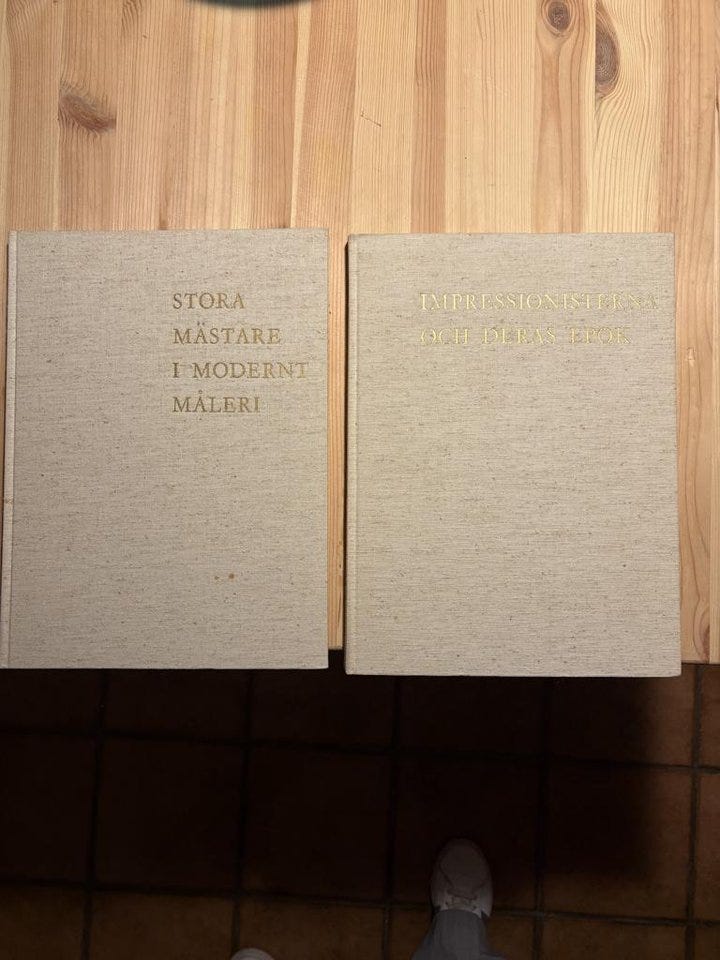 STORA
MÄSTARE
I MODERNT
MÅLERI
IMPRESSIONISTERNA
OCH DERAS EPOK